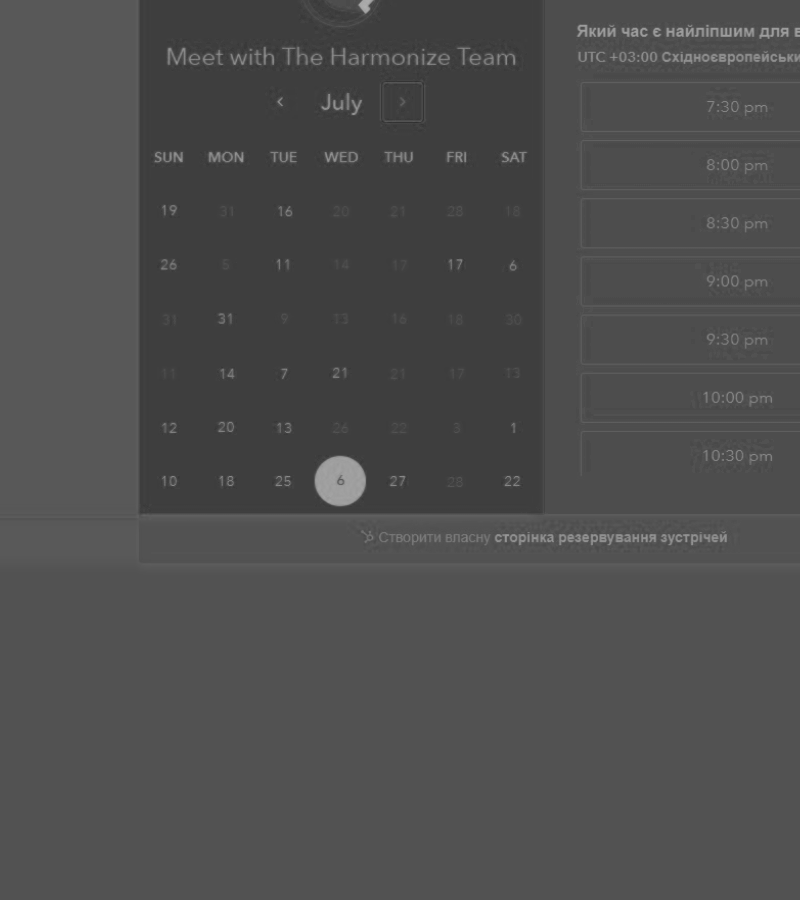 Meet with The Harmonize Team
July
SUN MON TUE WED THU FRI SAT
19 31 16 20 21 28 18
26 5 11 14 17 17 6
31 31 9 13 16 18 30
11 14 7 21 21 17 13
12 20 13 26 22 3 1
10 18 25 6 27 28 22
Який час є найліпшим для
UTC +03:00 Східноєвропейськи
7:30 pm
8:00 pm
8:30 pm
9:00 pm
9:30 pm
10:00 pm
10:30 pm
Створити власну сторінка резервування зустрічей